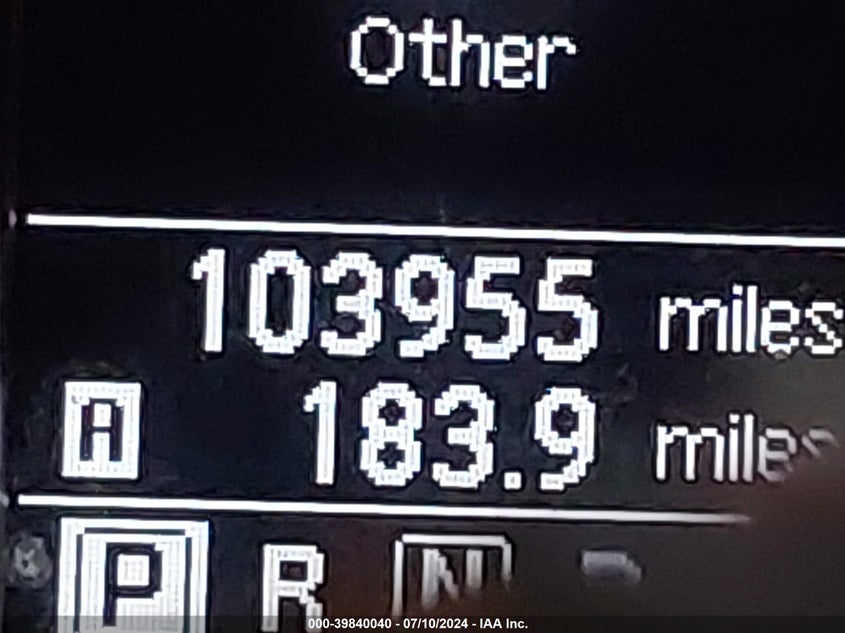 Other
103955 miles
A 183.9 miles
P R N
000-39840040 - 07/10/2024 - IAA Inc.